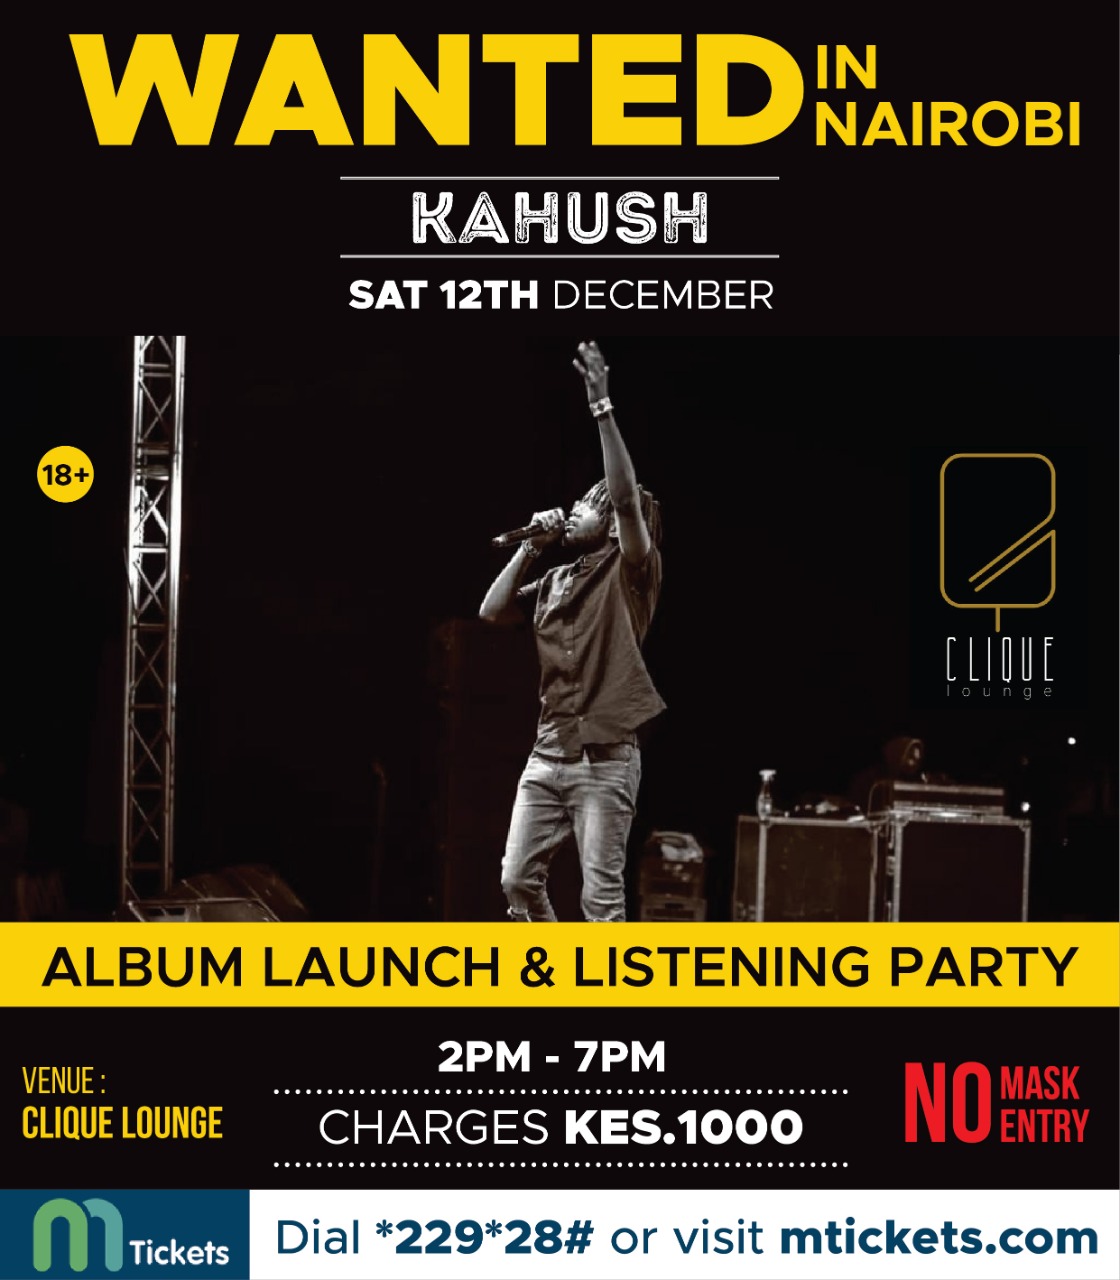 WANTED IN
NAIROBI
KAHUSH
SAT 12TH DECEMBER
18+
CLIQUE
lounge
ALBUM LAUNCH & LISTENING PARTY
VENUE :
CLIQUE LOUNGE
2PM - 7PM
CHARGES KES.1000
NO MASK
ENTRY
m Tickets
Dial *229*28# or visit mtickets.com